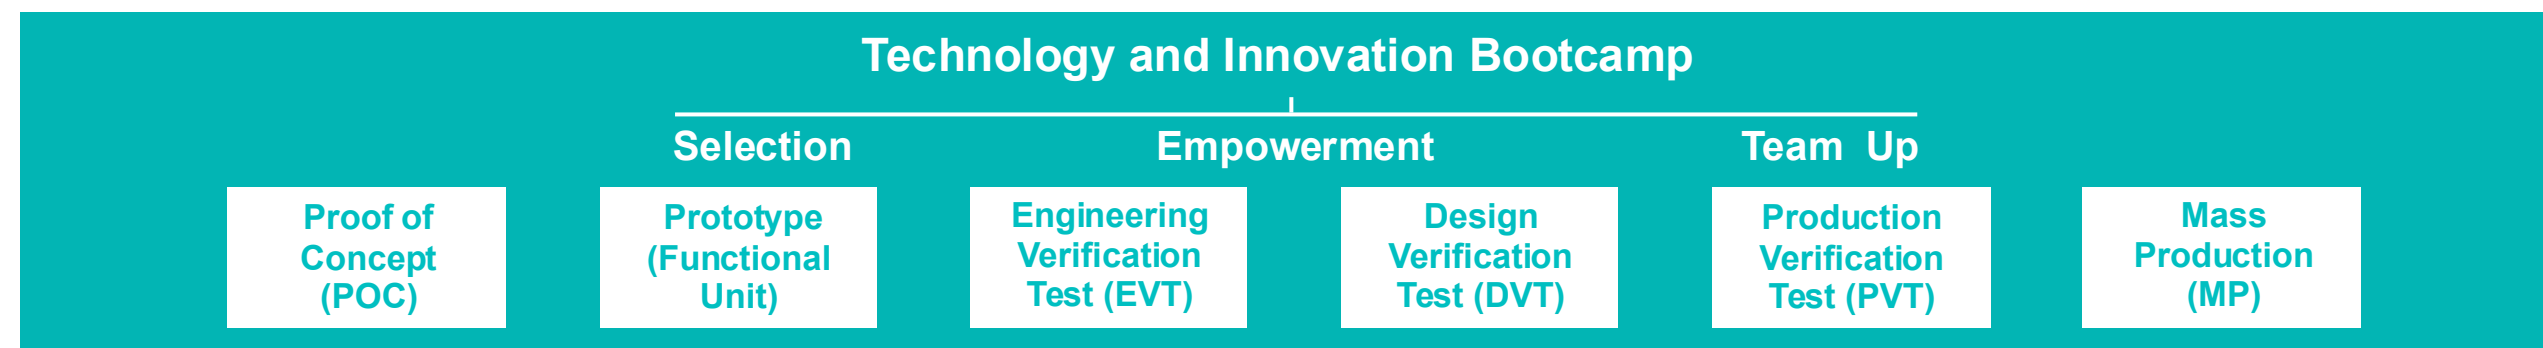 Technology and Innovation Bootcamp
Selection
Empowerment
Team Up
Proof of
Concept
(POC)
Prototype
(Functional
Unit)
Engineering
Verification
Test (EVT)
Design
Verification
Test (DVT)
Production
Verification
Test (PVT)
Mass
Production
(MP)